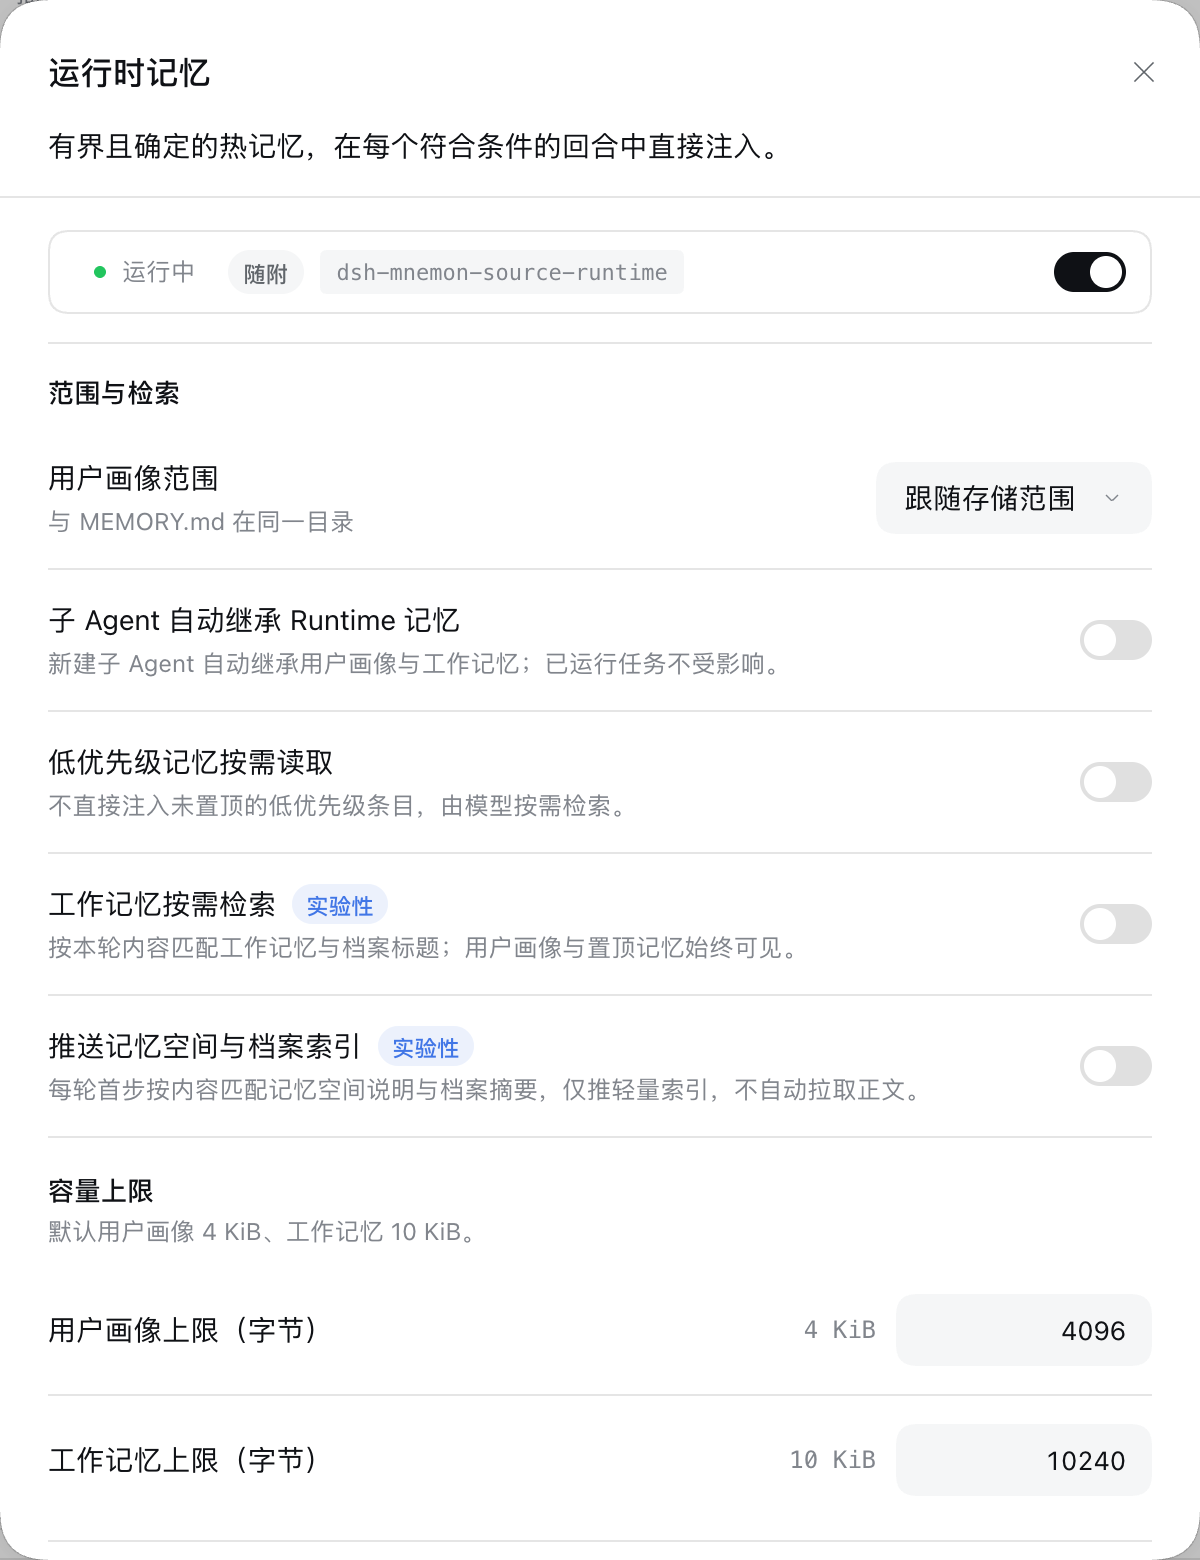 运行时记忆
有界且确定的热记忆，在每个符合条件的回合中直接注入。
运行中 随附 dsh-mnemon-source-runtime
范围与检索
用户画像范围
与 MEMORY.md 在同一目录
跟随存储范围
子 Agent 自动继承 Runtime 记忆
新建子 Agent 自动继承用户画像与工作记忆；已运行任务不受影响。
低优先级记忆按需读取
不直接注入未置顶的低优先级条目，由模型按需检索。
工作记忆按需检索 实验性
按本轮内容匹配工作记忆与档案标题；用户画像与置顶记忆始终可见。
推送记忆空间与档案索引 实验性
每轮首步按内容匹配记忆空间说明与档案摘要，仅推轻量索引，不自动拉取正文。
容量上限
默认用户画像 4 KiB、工作记忆 10 KiB。
用户画像上限（字节） 4 KiB 4096
工作记忆上限（字节） 10 KiB 10240